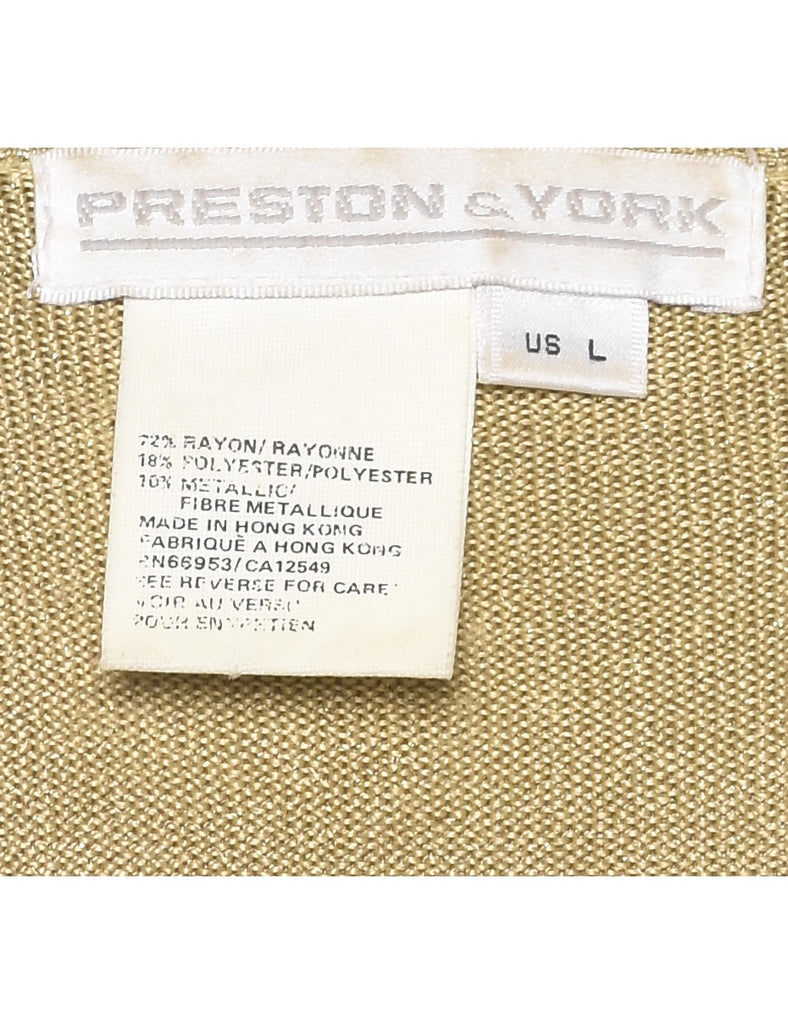 PRESTON & YORK
US L
72% RAYON/ RAYONNE
18% POLYESTER/POLYESTER
10% METALLIC/
FIBRE METALLIQUE
MADE IN HONG KONG
FABRIQUÈ A HONG KONG
RN66953/CA12549
SEE REVERSE FOR CARE
VOIR AU VERSO
POUR ENTRETIEN